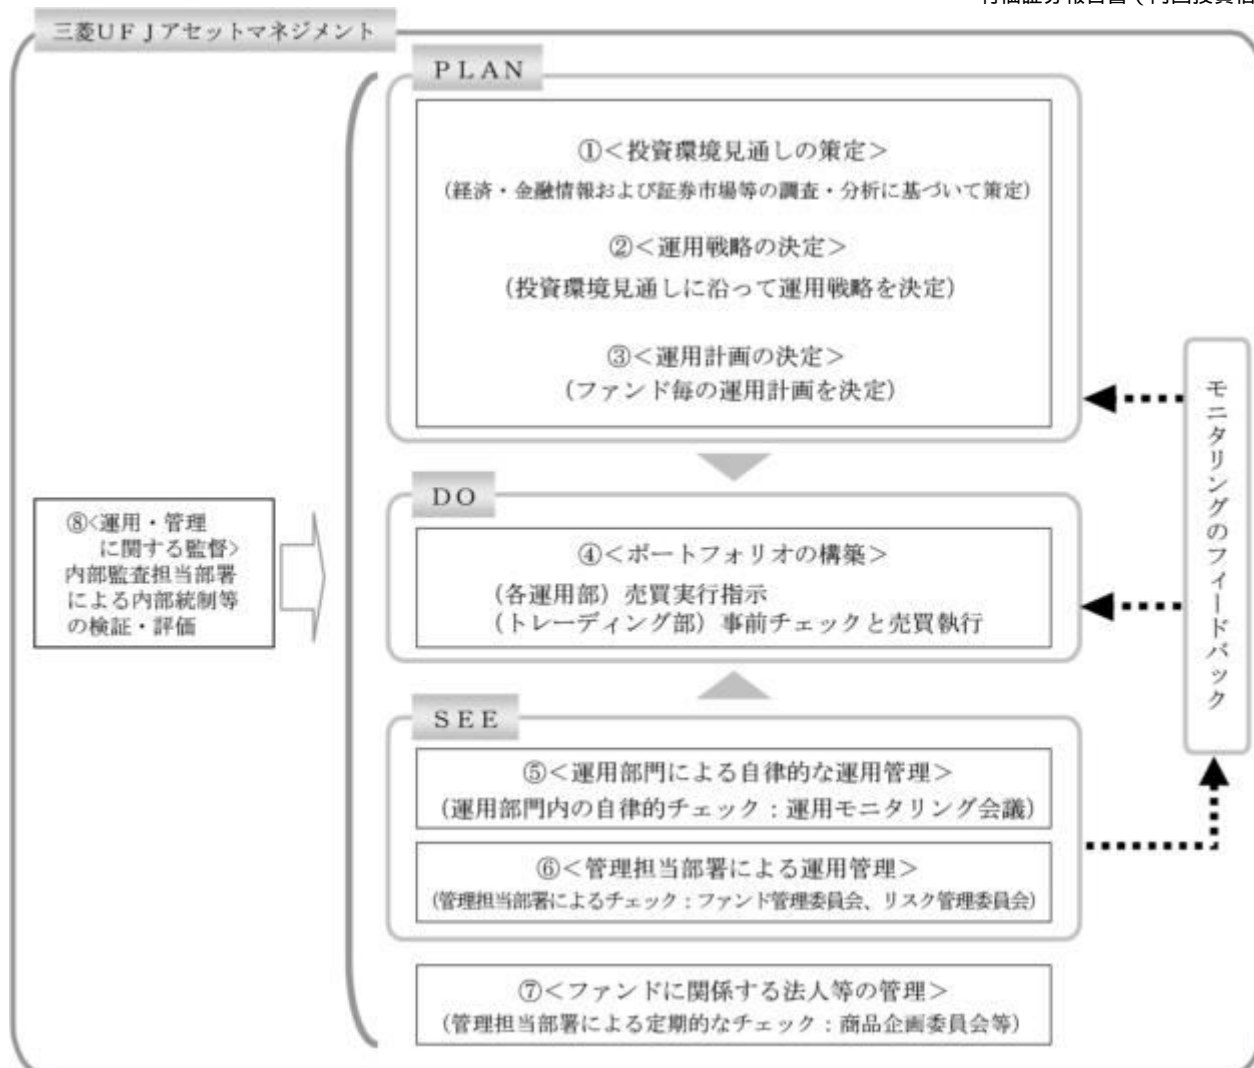 三菱ＵＦＪアセットマネジメント
ＰＬＡＮ
①＜投資環境見通しの策定＞
（経済・金融情報および証券市場等の調査・分析に基づいて策定）
②＜運用戦略の決定＞
（投資環境見通しに沿って運用戦略を決定）
③＜運用計画の決定＞
（ファンド毎の運用計画を決定）
ＤＯ
④＜ポートフォリオの構築＞
（各運用部）売買実行指示
（トレーディング部）事前チェックと売買執行
ＳＥＥ
⑤＜運用部門による自律的な運用管理＞
（運用部門内の自律的チェック：運用モニタリング会議）
⑥＜管理担当部署による運用管理＞
（管理担当部署によるチェック：ファンド管理委員会、リスク管理委員会）
⑦＜ファンドに関係する法人等の管理＞
（管理担当部署による定期的なチェック：商品企画委員会等）
⑧<運用・管理
に関する監督>
内部監査担当部署
による内部統制等
の検証・評価
モニタリングのフィードバック